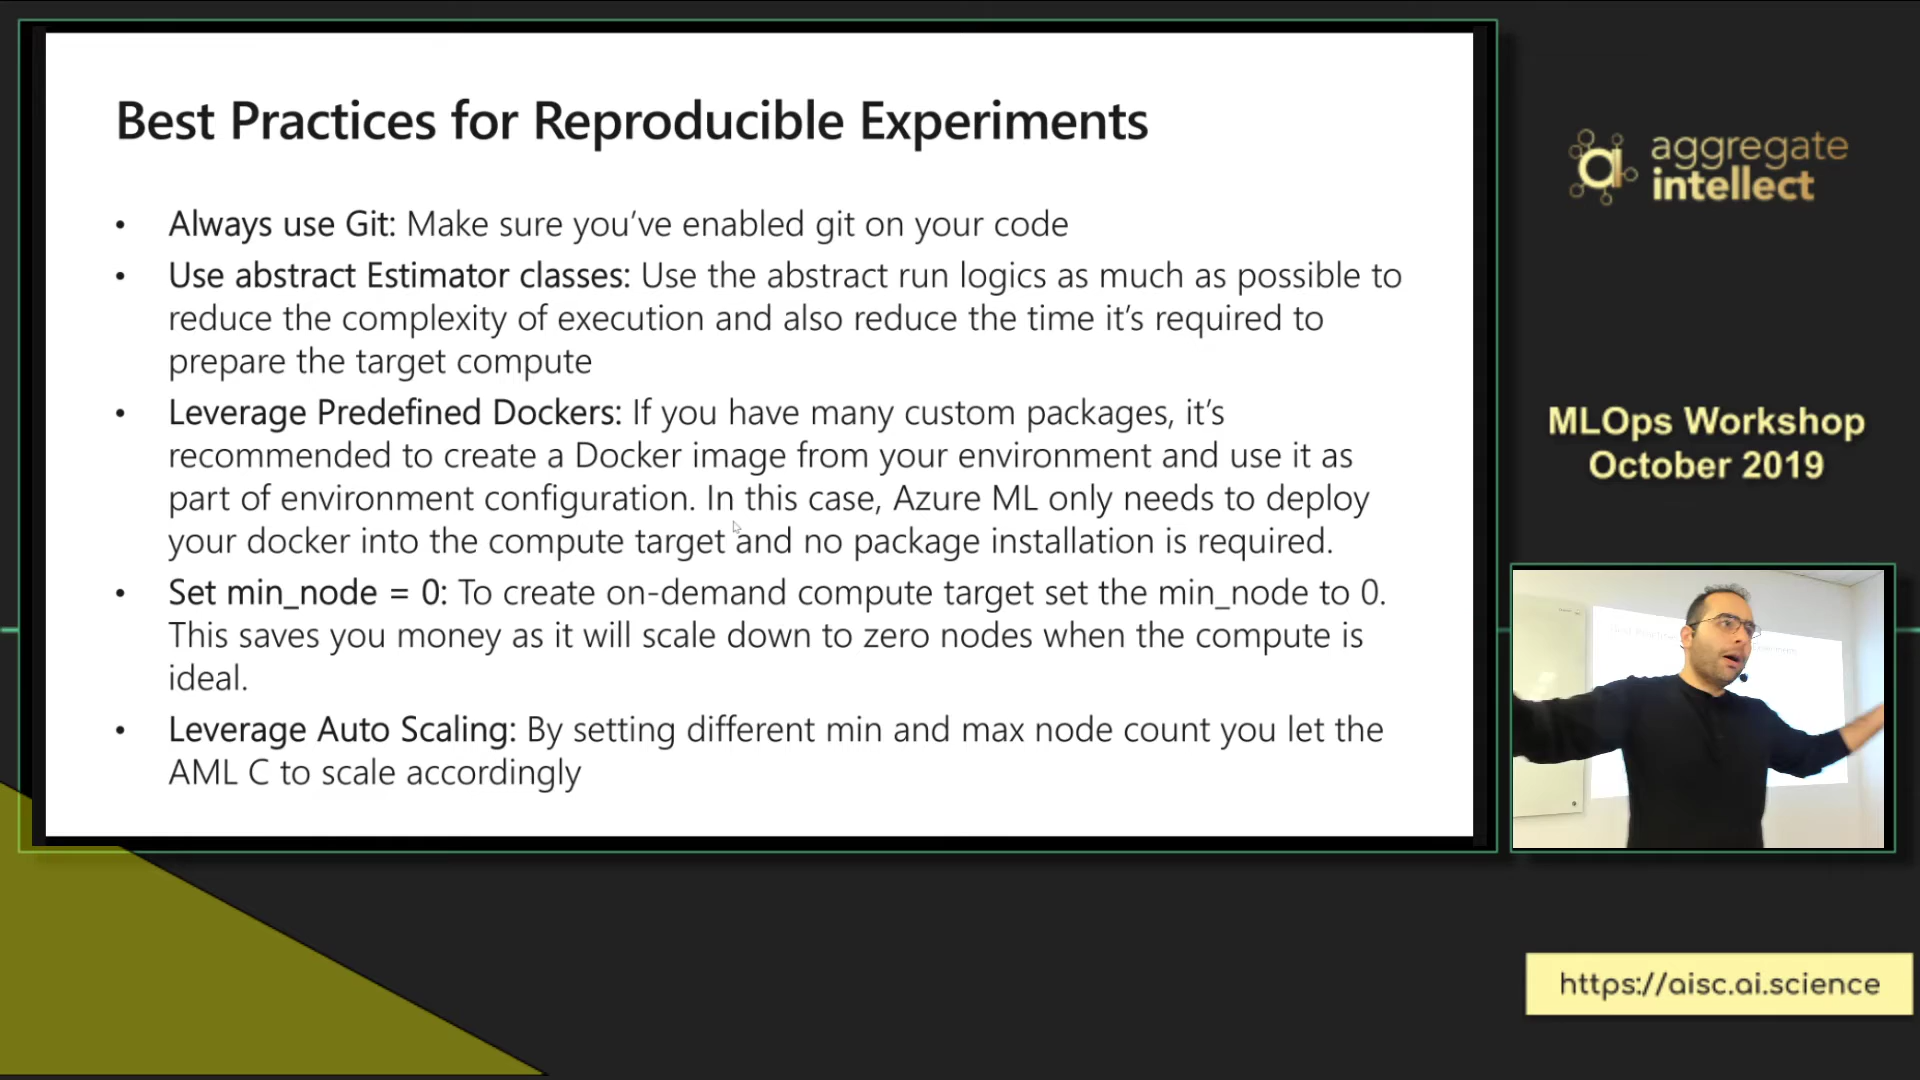 Best Practices for Reproducible Experiments
• Always use Git: Make sure you've enabled git on your code
• Use abstract Estimator classes: Use the abstract run logics as much as possible to
reduce the complexity of execution and also reduce the time it's required to
prepare the target compute
• Leverage Predefined Dockers: If you have many custom packages, it's
recommended to create a Docker image from your environment and use it as
part of environment configuration. In this case, Azure ML only needs to deploy
your docker into the compute target and no package installation is required.
• Set min_node = 0: To create on-demand compute target set the min_node to 0.
This saves you money as it will scale down to zero nodes when the compute is
ideal.
• Leverage Auto Scaling: By setting different min and max node count you let the
AML C to scale accordingly
aggregate
intellect
MLOps Workshop
October 2019
https://aisc.ai.science